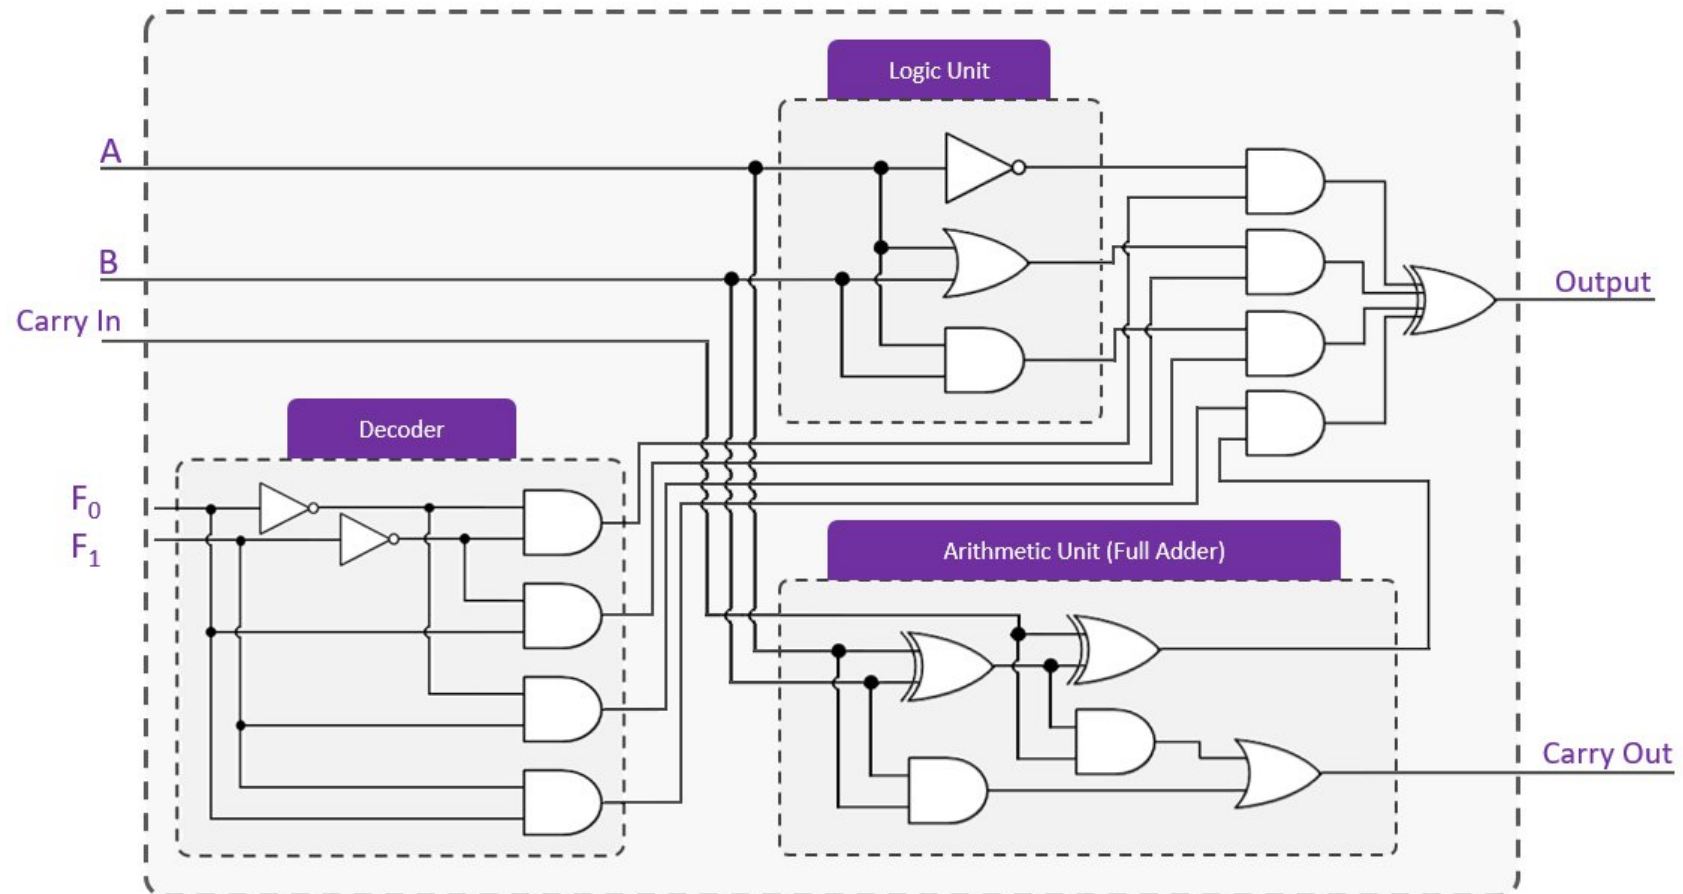 Logic Unit
A
B
Carry In
Output
Decoder
F0
F1
Arithmetic Unit (Full Adder)
Carry Out